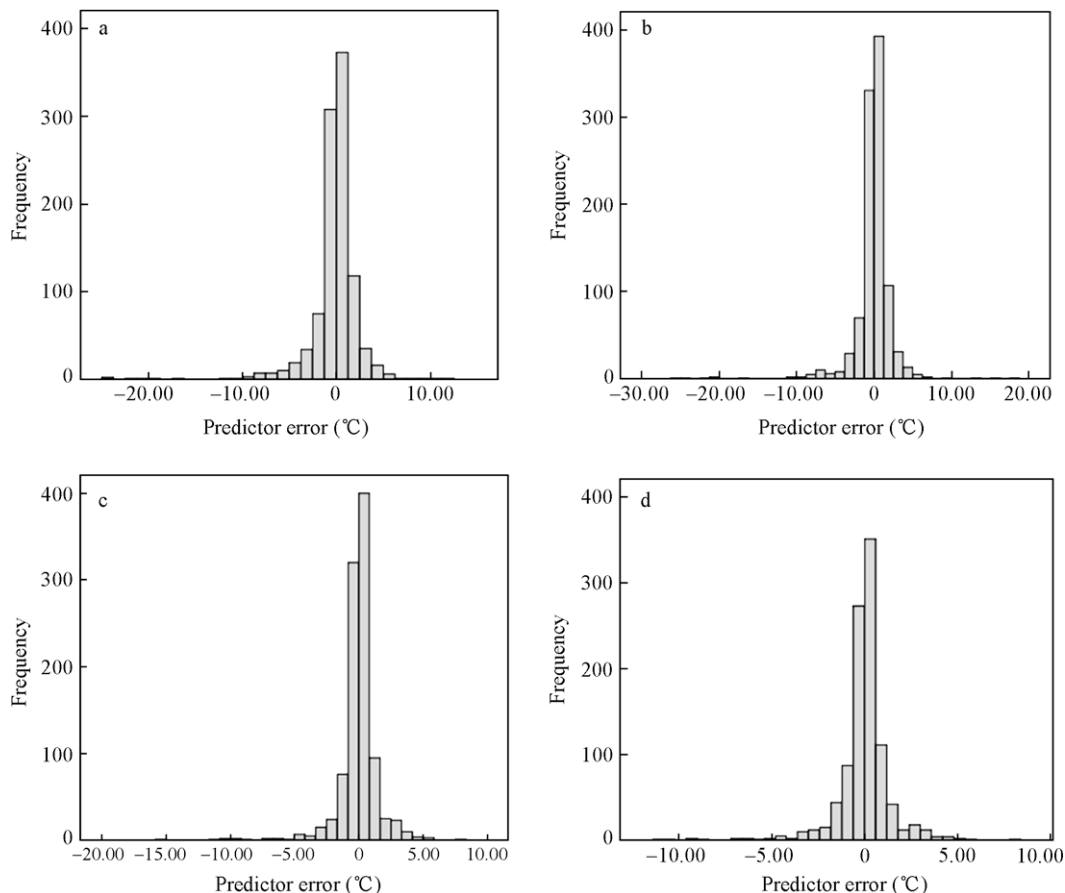 a
400
300
200
100
0
Frequency
−20.00 −10.00 0 10.00
Predictor error (℃)
b
400
300
200
100
0
Frequency
−30.00 −20.00 −10.00 0 10.00 20.00
Predictor error (℃)
c
400
300
200
100
0
Frequency
−20.00 −15.00 −10.00 −5.00 0 5.00 10.00
Predictor error (℃)
d
400
300
200
100
0
Frequency
−10.00 −5.00 0 5.00 10.00
Predictor error (℃)